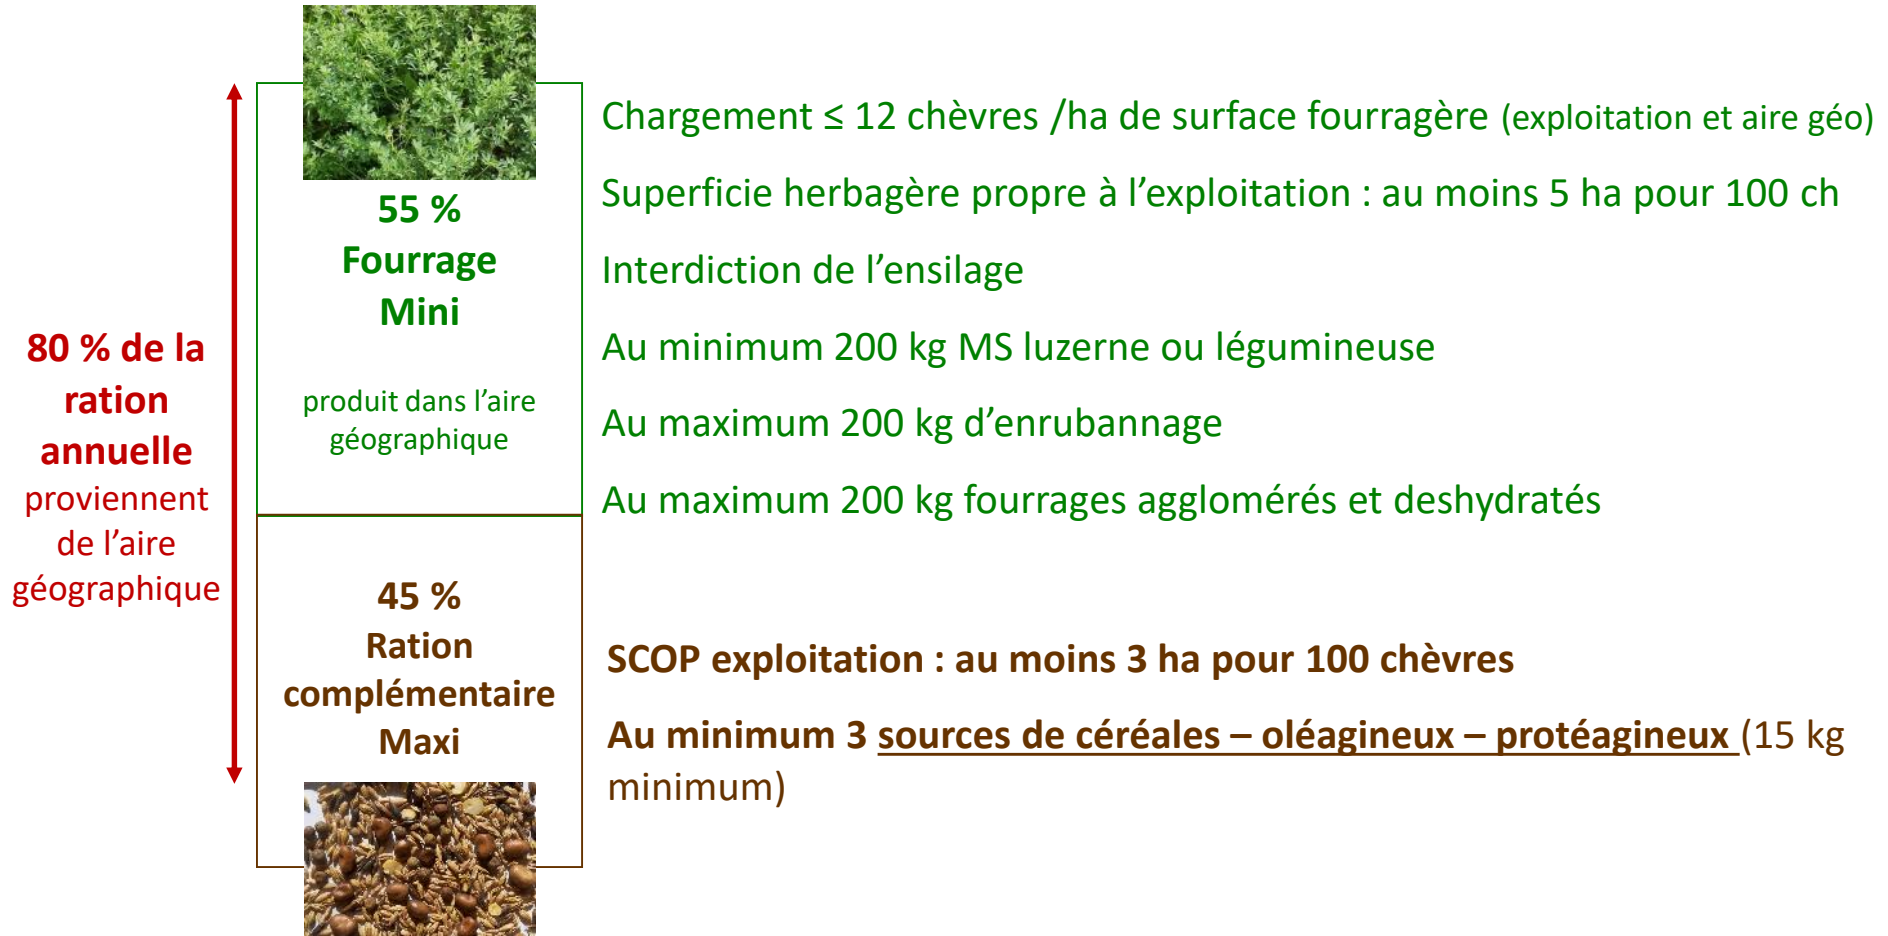 80 % de la
ration
annuelle
proviennent
de l’aire
géographique
55 %
Fourrage
Mini
produit dans l’aire
géographique
45 %
Ration
complémentaire
Maxi
Chargement ≤ 12 chèvres /ha de surface fourragère (exploitation et aire géo)
Superficie herbagère propre à l’exploitation : au moins 5 ha pour 100 ch
Interdiction de l’ensilage
Au minimum 200 kg MS luzerne ou légumineuse
Au maximum 200 kg d’enrubannage
Au maximum 200 kg fourrages agglomérés et deshydratés
SCOP exploitation : au moins 3 ha pour 100 chèvres
Au minimum 3 sources de céréales – oléagineux – protéagineux (15 kg
minimum)